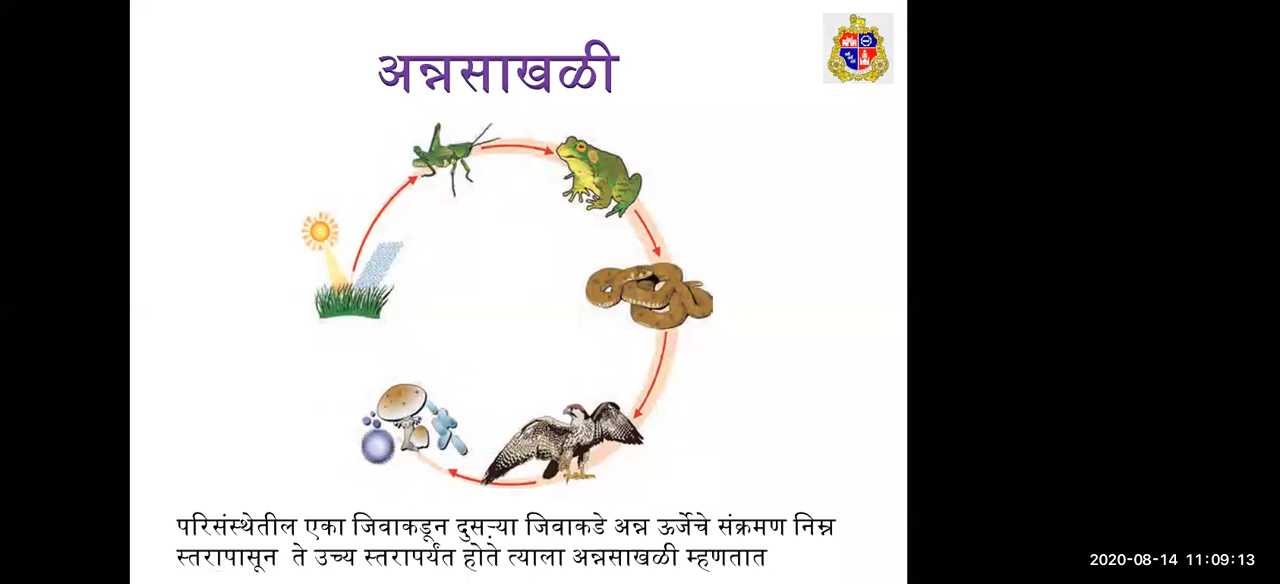 अन्नसाखळी
परिसंस्थेतील एका जिवाकडून दुसऱ्या जिवाकडे अन्न ऊर्जेचे संक्रमण निम्न
स्तरापासून ते उच्य स्तरापर्यंत होते त्याला अन्नसाखळी म्हणतात
2020-08-14 11:09:13